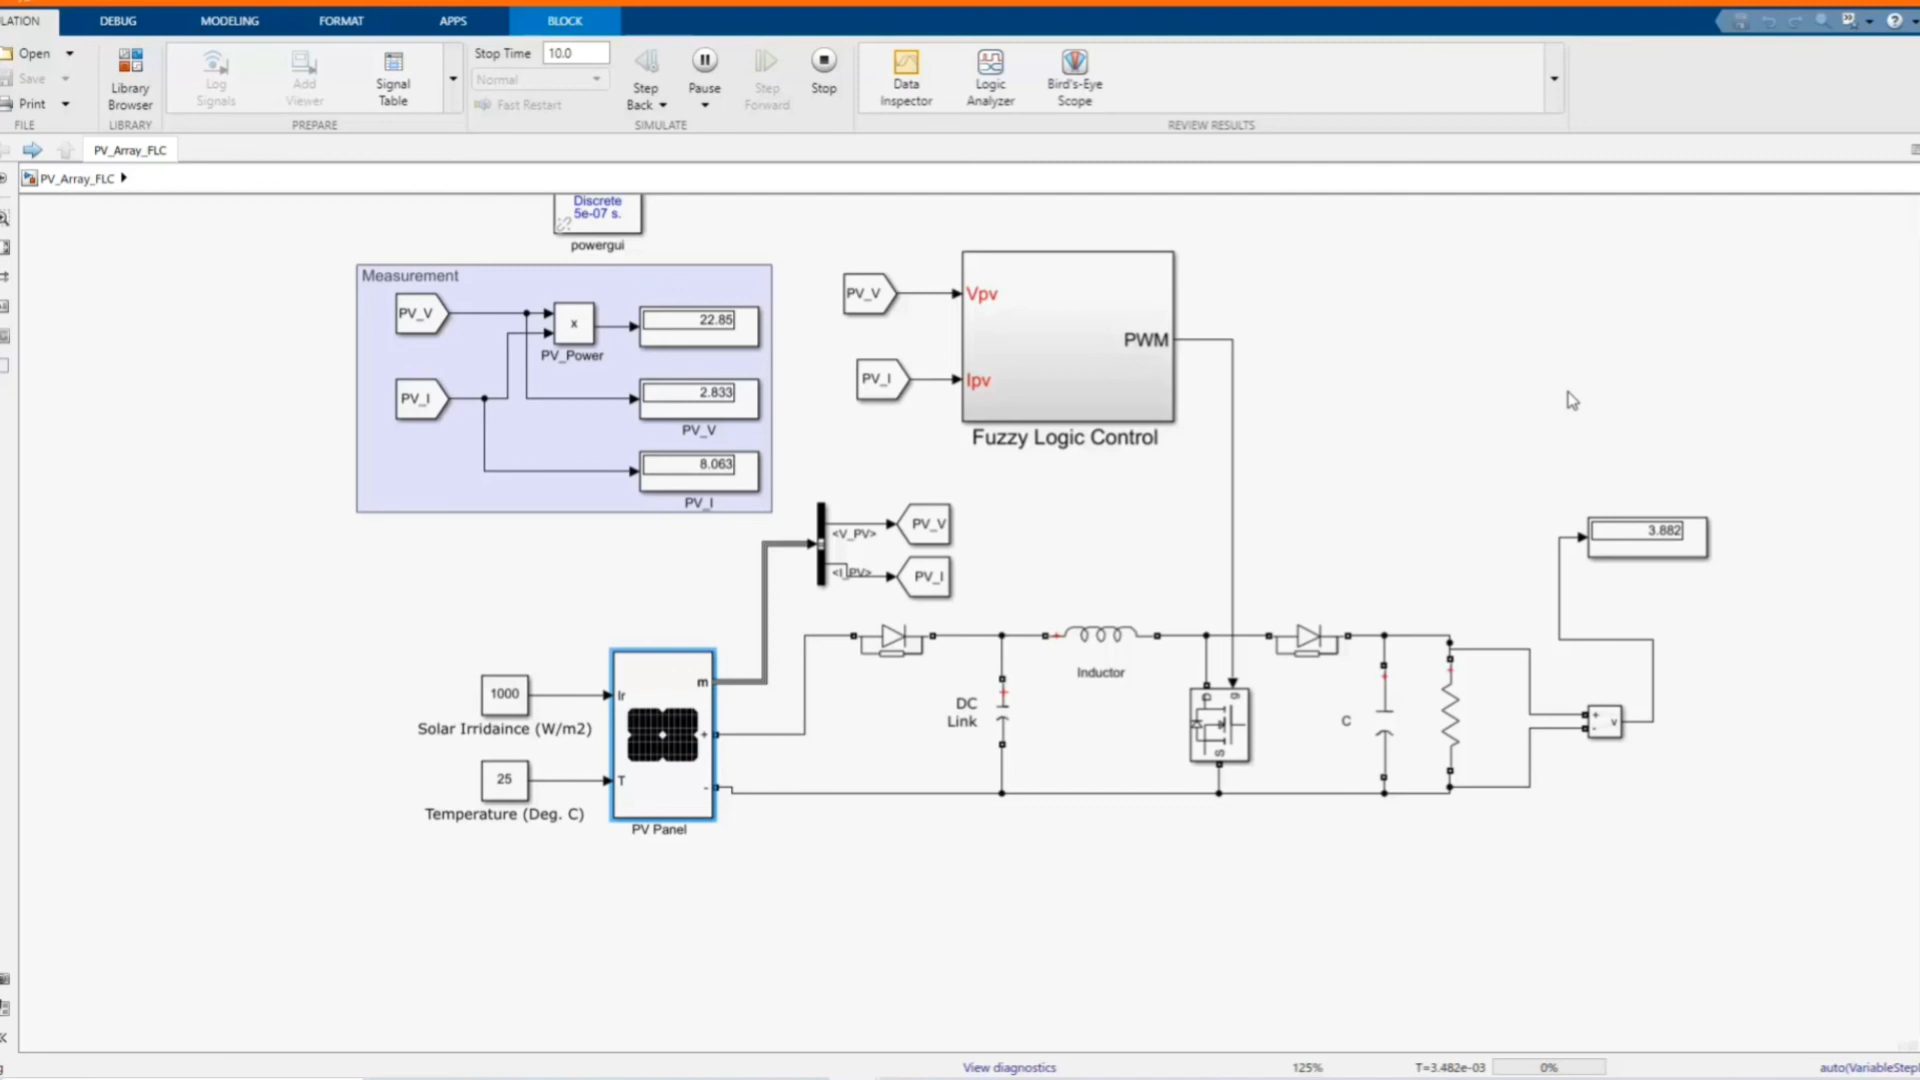 LATION DEBUG MODELING FORMAT APPS BLOCK
Open
Save
Print
FILE
Library
Browser
LIBRARY
Log
Signals
Add
Viewer
Signal
Table
PREPARE
Stop Time 10.0
Normal
Fast Restart
Step
Back
Pause
Step
Forward
Stop
SIMULATE
Data
Inspector
Logic
Analyzer
Bird's-Eye
Scope
REVIEW RESULTS
PV_Array_FLC
PV_Array_FLC
Discrete
5e-07 s.
powergui
Measurement
PV_V
x
PV_Power
22.85
2.833
PV_V
PV_I
8.063
PV_I
PV_V
PV_I
Vpv
Ipv
PWM
Fuzzy Logic Control
<V_PV>
PV_V
<I_PV>
PV_I
3.882
1000
Solar Irridaince (W/m2)
25
Temperature (Deg. C)
Ir
T
m
+
-
PV Panel
DC
Link
Inductor
g
D
S
C
+
-
v
View diagnostics
125%
T=3.482e-03
0%
auto(VariableStepI